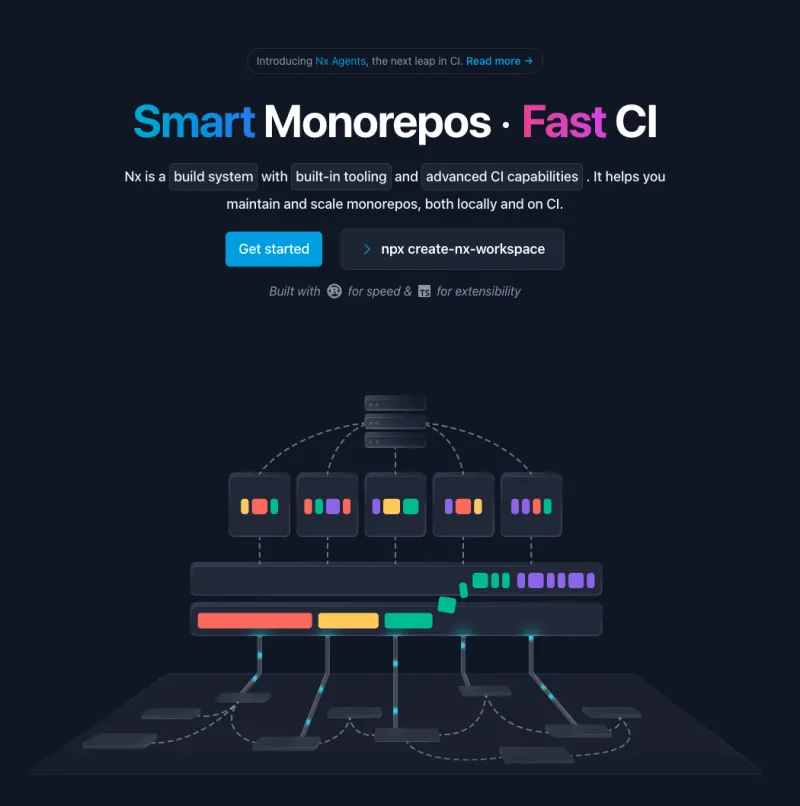 Introducing Nx Agents, the next leap in CI. Read more →
Smart Monorepos · Fast CI
Nx is a build system with built-in tooling and advanced CI capabilities . It helps you
maintain and scale monorepos, both locally and on CI.
Get started
npx create-nx-workspace
Built with for speed & TS for extensibility